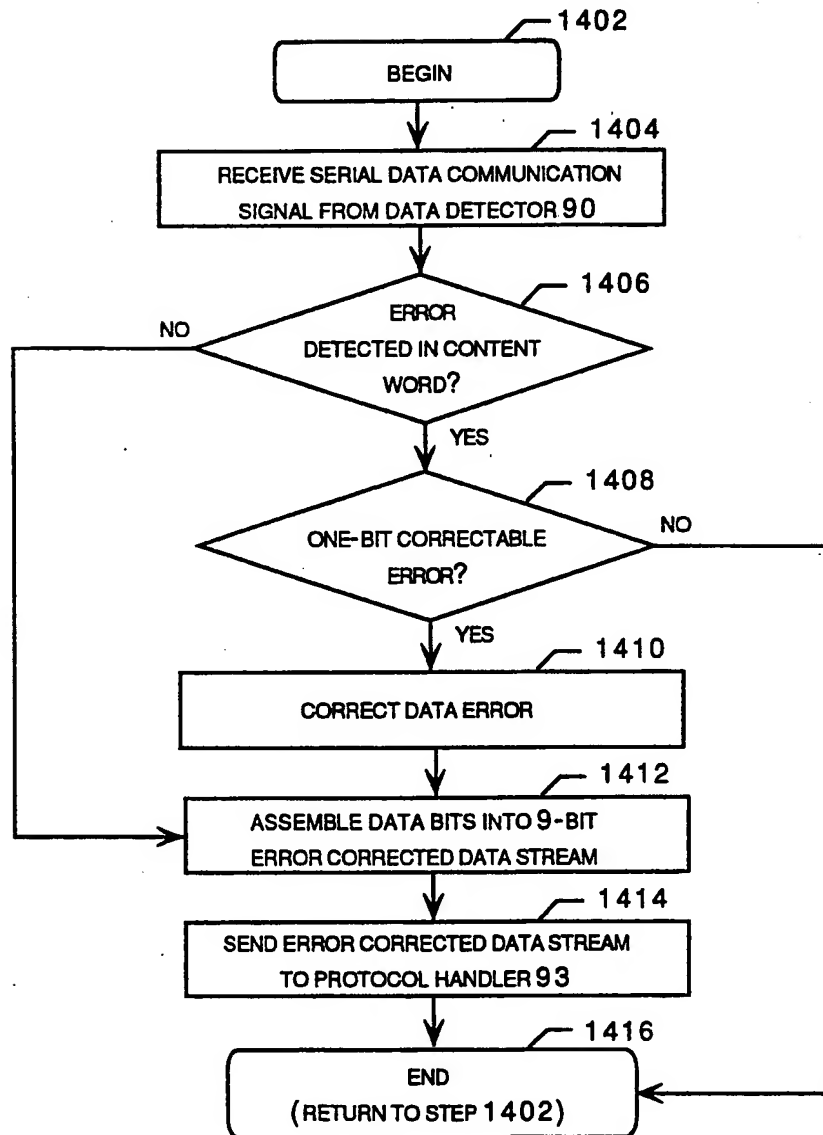 1402
BEGIN
1404
RECEIVE SERIAL DATA COMMUNICATION
SIGNAL FROM DATA DETECTOR 90
1406
NO
ERROR
DETECTED IN CONTENT
WORD?
YES
1408
NO
ONE-BIT CORRECTABLE
ERROR?
YES
1410
CORRECT DATA ERROR
1412
ASSEMBLE DATA BITS INTO 9-BIT
ERROR CORRECTED DATA STREAM
1414
SEND ERROR CORRECTED DATA STREAM
TO PROTOCOL HANDLER 93
1416
END
(RETURN TO STEP 1402)